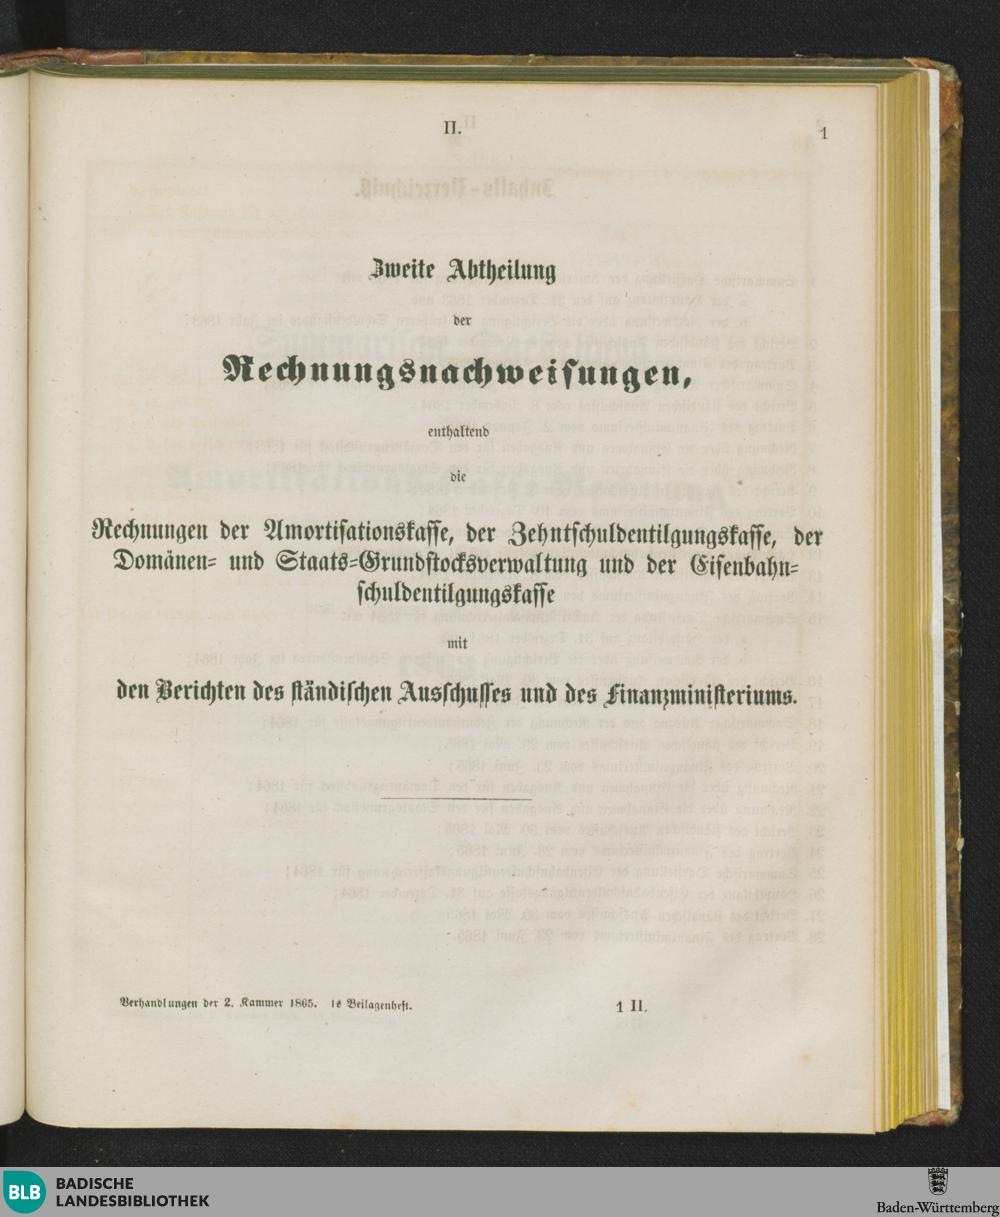 II.
1
Zweite Abtheilung
der
Rechnungsnachweisungen,
enthaltend
die
Rechnungen der Amortisationskasse, der Zehntschuldentilgungskasse, der
Domänen- und Staats-Grundstocksverwaltung und der Eisenbahn-
schuldentilgungskasse
mit
den Berichten des ständischen Ausschusses und des Finanzministeriums.
Verhandlungen der 2. Kammer 1865. 1s Beilagenheft.
1 II.
BLB
BADISCHE
LANDESBIBLIOTHEK
Baden-Württemberg